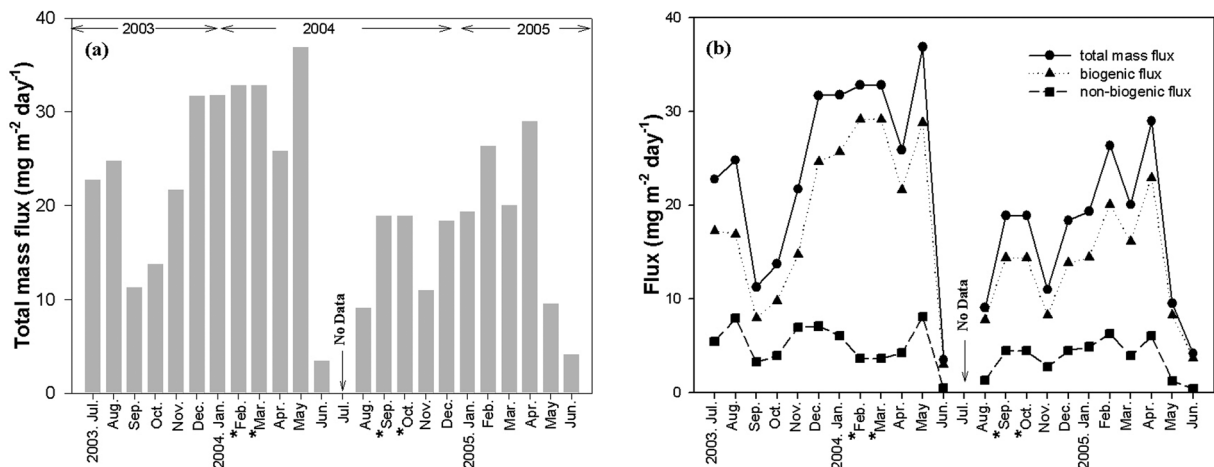 (a)
2003
2004
2005
Total mass flux (mg m-2 day-1)
40
30
20
10
0
No Data
2003. Jul.
Aug.
Sep.
Oct.
Nov.
Dec.
2004. Jan.
*Feb.
*Mar.
Apr.
May
Jun.
Jul.
Aug.
*Sep.
*Oct.
Nov.
Dec.
2005. Jan.
Feb.
Mar.
Apr.
May
Jun.
(b)
total mass flux
biogenic flux
non-biogenic flux
Flux (mg m-2 day-1)
40
30
20
10
0
No Data
2003. Jul.
Aug.
Sep.
Oct.
Nov.
Dec.
2004. Jan.
*Feb.
*Mar.
Apr.
May
Jun.
Jul.
Aug.
*Sep.
*Oct.
Nov.
Dec.
2005. Jan.
Feb.
Mar.
Apr.
May
Jun.